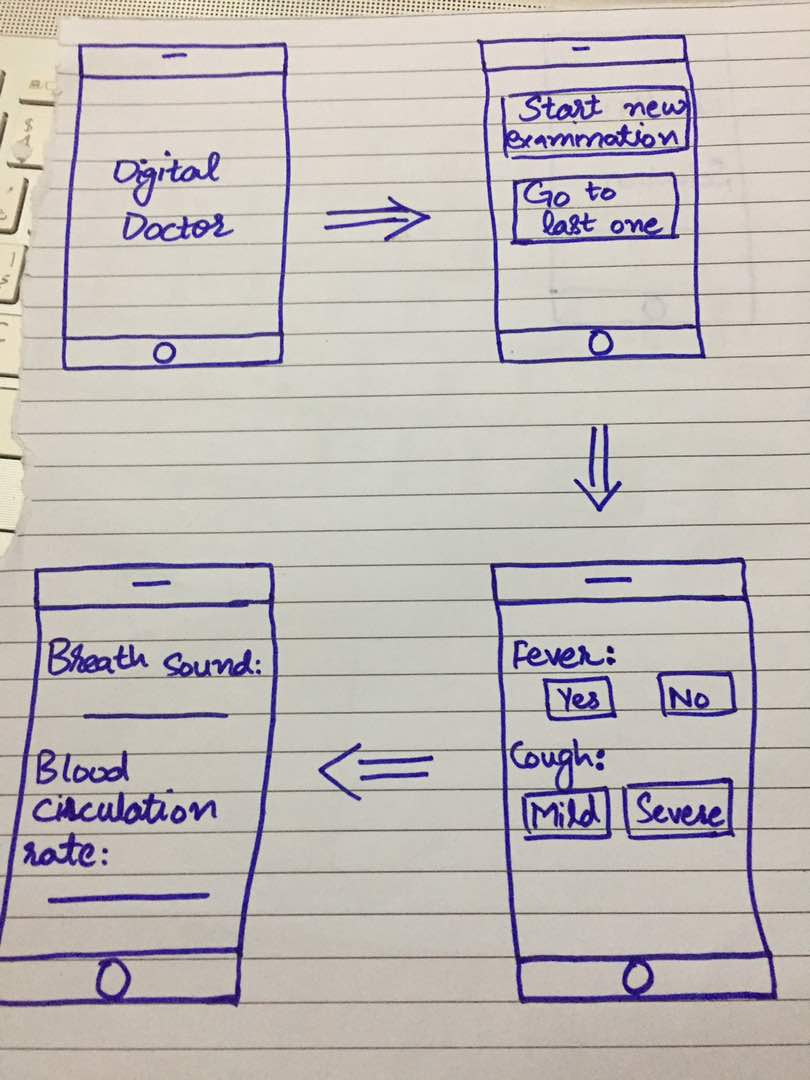 Digital
Doctor
Start new
examination
Go to
last one
Fever:
Yes No
Cough:
Mild Severe
Breath sound:
Blood
circulation
rate: